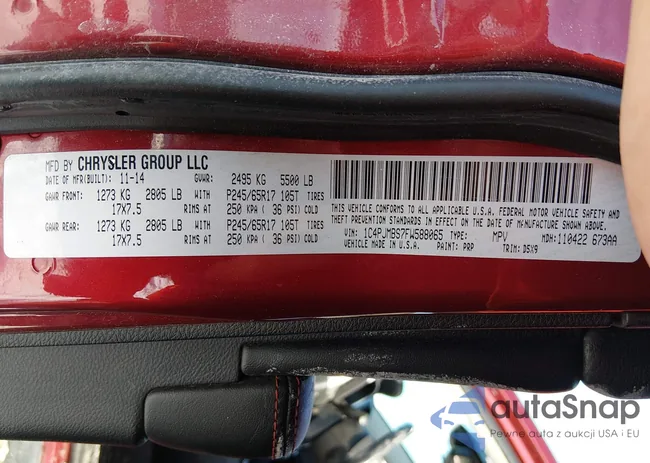 MFD BY CHRYSLER GROUP LLC
DATE OF MFR(BUILT): 11-14 GVWR: 2495 KG 5500 LB
GAWR FRONT: 1273 KG 2805 LB WITH P245/65R17 105T TIRES
17X7.5 RIMS AT 250 KPA ( 36 PSI) COLD
GAWR REAR: 1273 KG 2805 LB WITH P245/65R17 105T TIRES
17X7.5 RIMS AT 250 KPA ( 36 PSI) COLD
THIS VEHICLE CONFORMS TO ALL APPLICABLE U.S.A. FEDERAL MOTOR VEHICLE SAFETY AND
THEFT PREVENTION STANDARDS IN EFFECT ON THE DATE OF MANUFACTURE SHOWN ABOVE.
VIN: 1C4PJMBS7FW588065 TYPE: MPV MDH: 110422 673AA
VEHICLE MADE IN U.S.A. PAINT: PRP TRIM: D5X9
autaSnap
Pewne auta z aukcji USA i EU